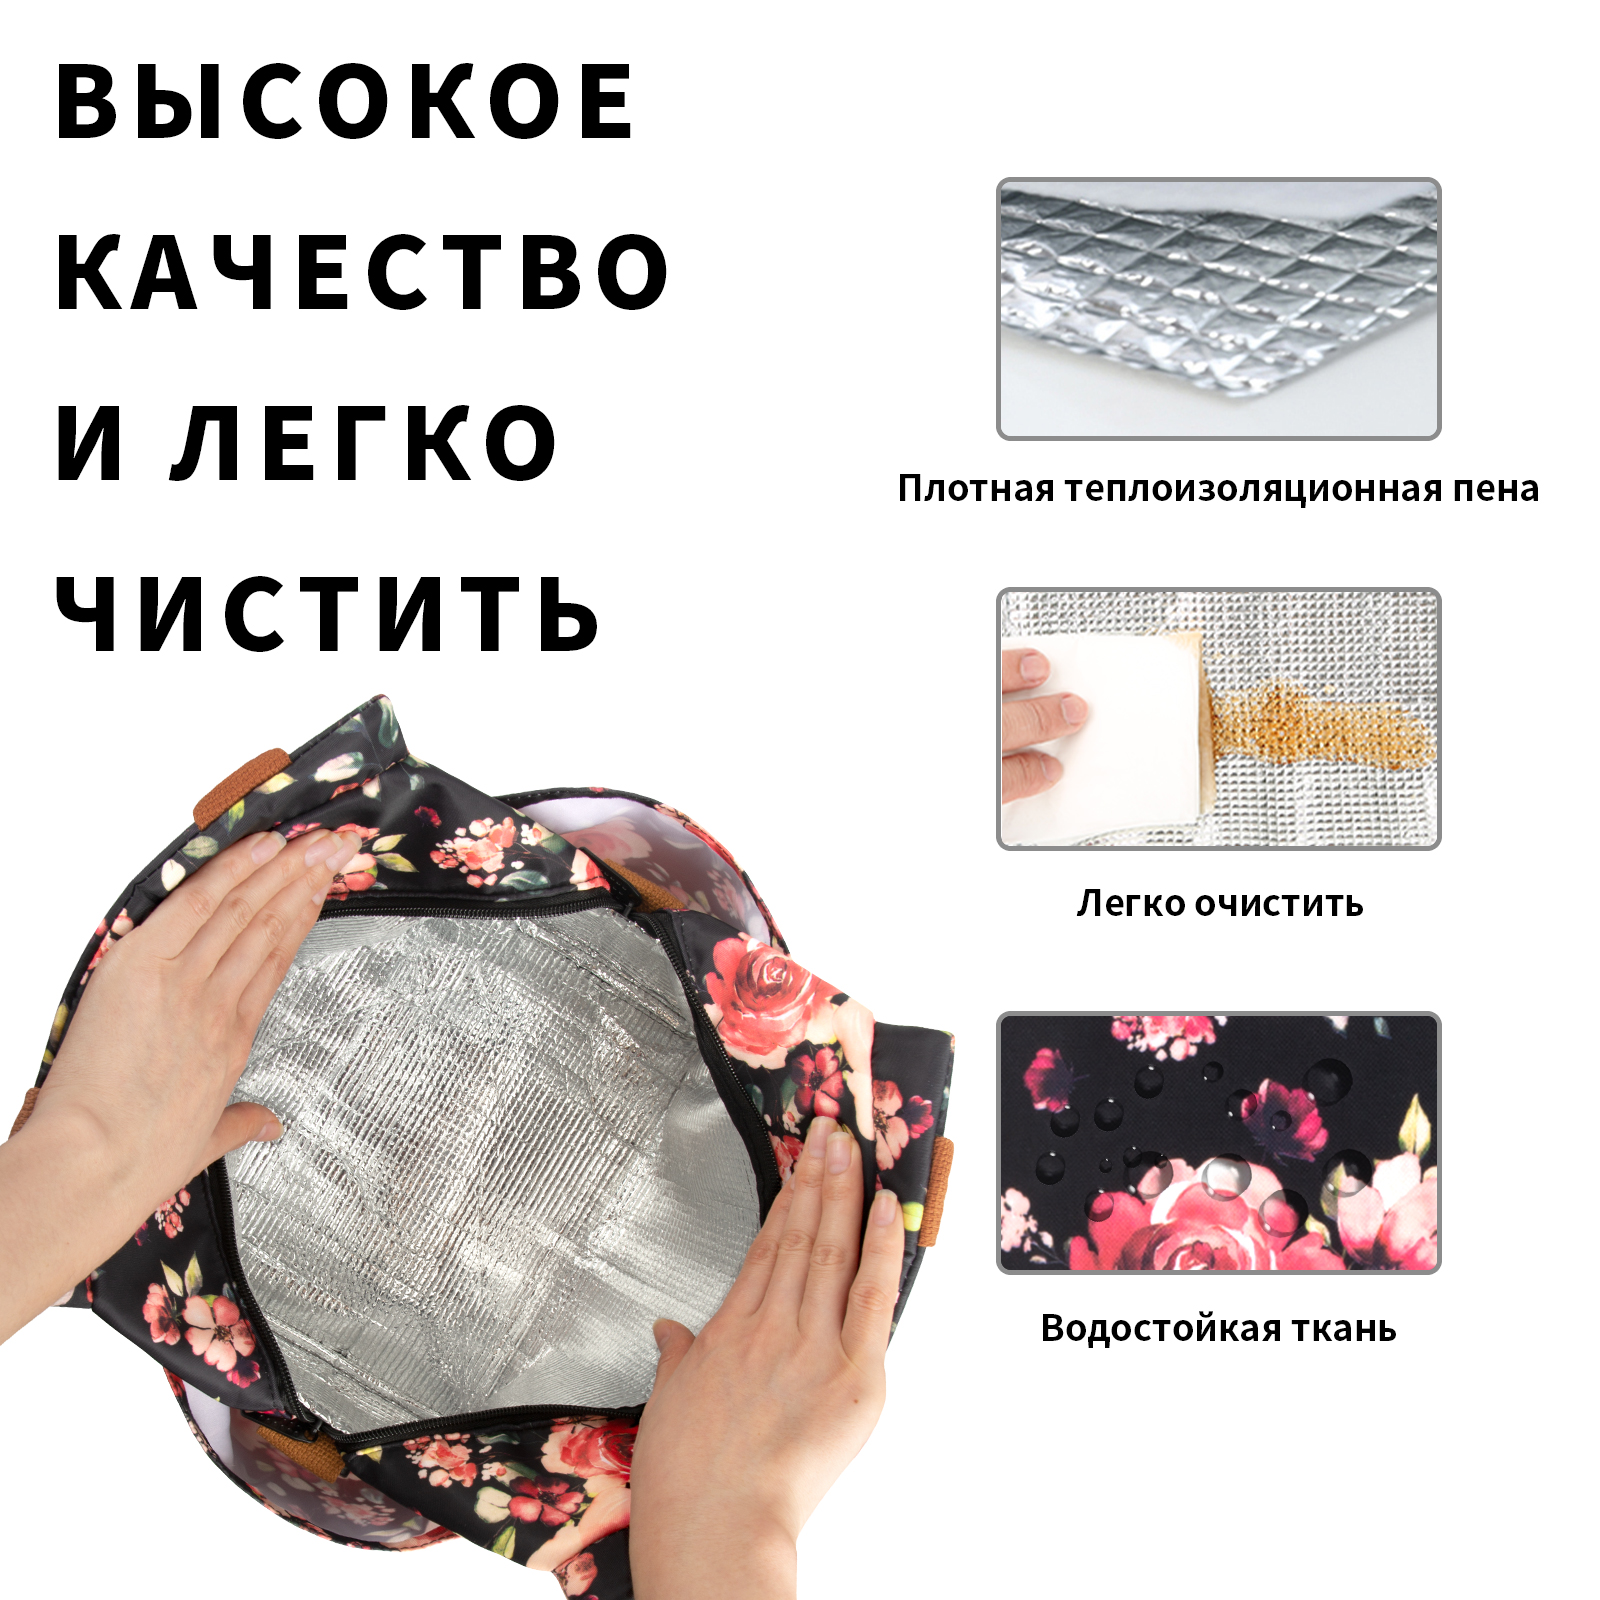 ВЫСОКОЕ
КАЧЕСТВО
И ЛЕГКО
ЧИСТИТЬ
Плотная теплоизоляционная пена
Легко очистить
Водостойкая ткань